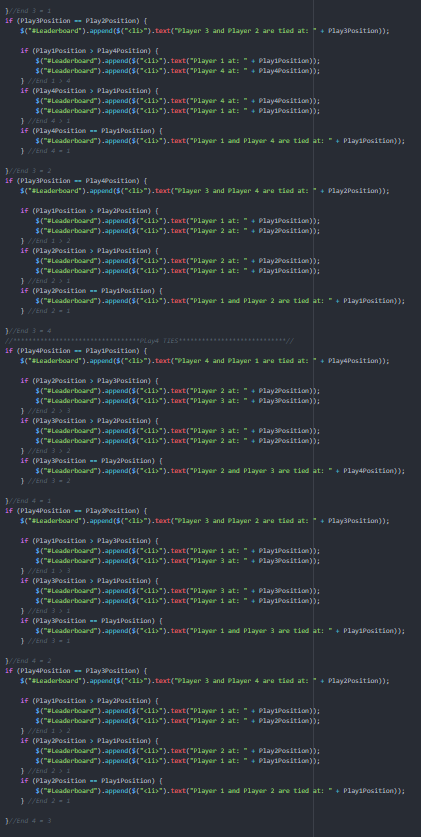 }//End 3 = 1
if (Play3Position == Play2Position) {
$("#Leaderboard").append($("<li>").text("Player 3 and Player 2 are tied at: " + Play3Position));
if (Play1Position > Play4Position) {
$("#Leaderboard").append($("<li>").text("Player 1 at: " + Play1Position));
$("#Leaderboard").append($("<li>").text("Player 4 at: " + Play4Position));
} //End 1 > 4
if (Play4Position > Play1Position) {
$("#Leaderboard").append($("<li>").text("Player 4 at: " + Play4Position));
$("#Leaderboard").append($("<li>").text("Player 1 at: " + Play1Position));
} //End 4 > 1
if (Play4Position == Play1Position) {
$("#Leaderboard").append($("<li>").text("Player 1 and Player 4 are tied at: " + Play1Position));
} //End 4 = 1
}//End 3 = 2
if (Play3Position == Play4Position) {
$("#Leaderboard").append($("<li>").text("Player 3 and Player 4 are tied at: " + Play2Position));
if (Play1Position > Play2Position) {
$("#Leaderboard").append($("<li>").text("Player 1 at: " + Play1Position));
$("#Leaderboard").append($("<li>").text("Player 2 at: " + Play2Position));
} //End 1 > 2
if (Play2Position > Play1Position) {
$("#Leaderboard").append($("<li>").text("Player 2 at: " + Play2Position));
$("#Leaderboard").append($("<li>").text("Player 1 at: " + Play1Position));
} //End 2 > 1
if (Play2Position == Play1Position) {
$("#Leaderboard").append($("<li>").text("Player 1 and Player 2 are tied at: " + Play1Position));
} //End 2 = 1
}//End 3 = 4
//*********************************Play4 TIES****************************//
if (Play4Position == Play1Position) {
$("#Leaderboard").append($("<li>").text("Player 4 and Player 1 are tied at: " + Play4Position));
if (Play2Position > Play3Position) {
$("#Leaderboard").append($("<li>").text("Player 2 at: " + Play2Position));
$("#Leaderboard").append($("<li>").text("Player 3 at: " + Play3Position));
} //End 2 > 3
if (Play3Position > Play2Position) {
$("#Leaderboard").append($("<li>").text("Player 3 at: " + Play3Position));
$("#Leaderboard").append($("<li>").text("Player 2 at: " + Play2Position));
} //End 3 > 2
if (Play3Position == Play2Position) {
$("#Leaderboard").append($("<li>").text("Player 2 and Player 3 are tied at: " + Play4Position));
} //End 3 = 2
}//End 4 = 1
if (Play4Position == Play2Position) {
$("#Leaderboard").append($("<li>").text("Player 3 and Player 2 are tied at: " + Play3Position));
if (Play1Position > Play3Position) {
$("#Leaderboard").append($("<li>").text("Player 1 at: " + Play1Position));
$("#Leaderboard").append($("<li>").text("Player 3 at: " + Play3Position));
} //End 1 > 3
if (Play3Position > Play1Position) {
$("#Leaderboard").append($("<li>").text("Player 3 at: " + Play3Position));
$("#Leaderboard").append($("<li>").text("Player 1 at: " + Play1Position));
} //End 3 > 1
if (Play3Position == Play1Position) {
$("#Leaderboard").append($("<li>").text("Player 1 and Player 3 are tied at: " + Play1Position));
} //End 3 = 1
}//End 4 = 2
if (Play4Position == Play3Position) {
$("#Leaderboard").append($("<li>").text("Player 3 and Player 4 are tied at: " + Play2Position));
if (Play1Position > Play2Position) {
$("#Leaderboard").append($("<li>").text("Player 1 at: " + Play1Position));
$("#Leaderboard").append($("<li>").text("Player 2 at: " + Play2Position));
} //End 1 > 2
if (Play2Position > Play1Position) {
$("#Leaderboard").append($("<li>").text("Player 2 at: " + Play2Position));
$("#Leaderboard").append($("<li>").text("Player 1 at: " + Play1Position));
} //End 2 > 1
if (Play2Position == Play1Position) {
$("#Leaderboard").append($("<li>").text("Player 1 and Player 2 are tied at: " + Play1Position));
} //End 2 = 1
}//End 4 = 3